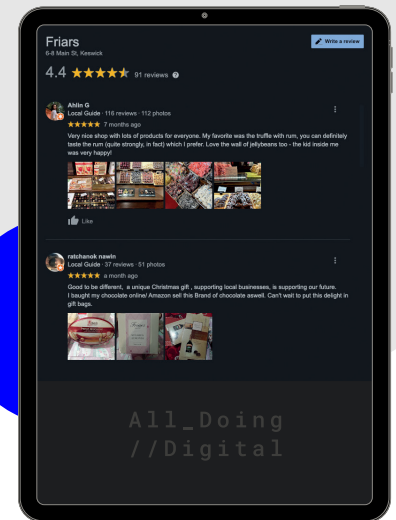 Friars
6-8 Main St, Keswick
Write a review
4.4 91 reviews
Ahlin G
Local Guide · 116 reviews · 112 photos
7 months ago
Very nice shop with lots of products for everyone. My favorite was the truffle with rum, you can definitely
taste the rum (quite strongly, in fact) which I prefer. Love the wall of jellybeans too - the kid inside me
was very happy!
Like
ratchanok nawin
Local Guide · 37 reviews · 51 photos
a month ago
Good to be different, a unique Christmas gift , supporting local businesses, is supporting our future.
I baught my chocolate online/ Amazon sell this Brand of chocolate aswell. Can't wait to put this delight in
gift bags.
All_Doing
//Digital